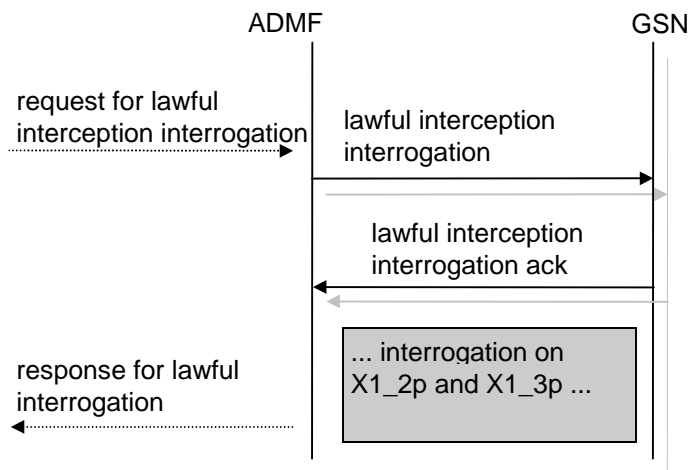 ADMF
GSN
request for lawful
interception interrogation
lawful interception
interrogation
lawful interception
interrogation ack
... interrogation on
X1_2p and X1_3p ...
response for lawful
interrogation